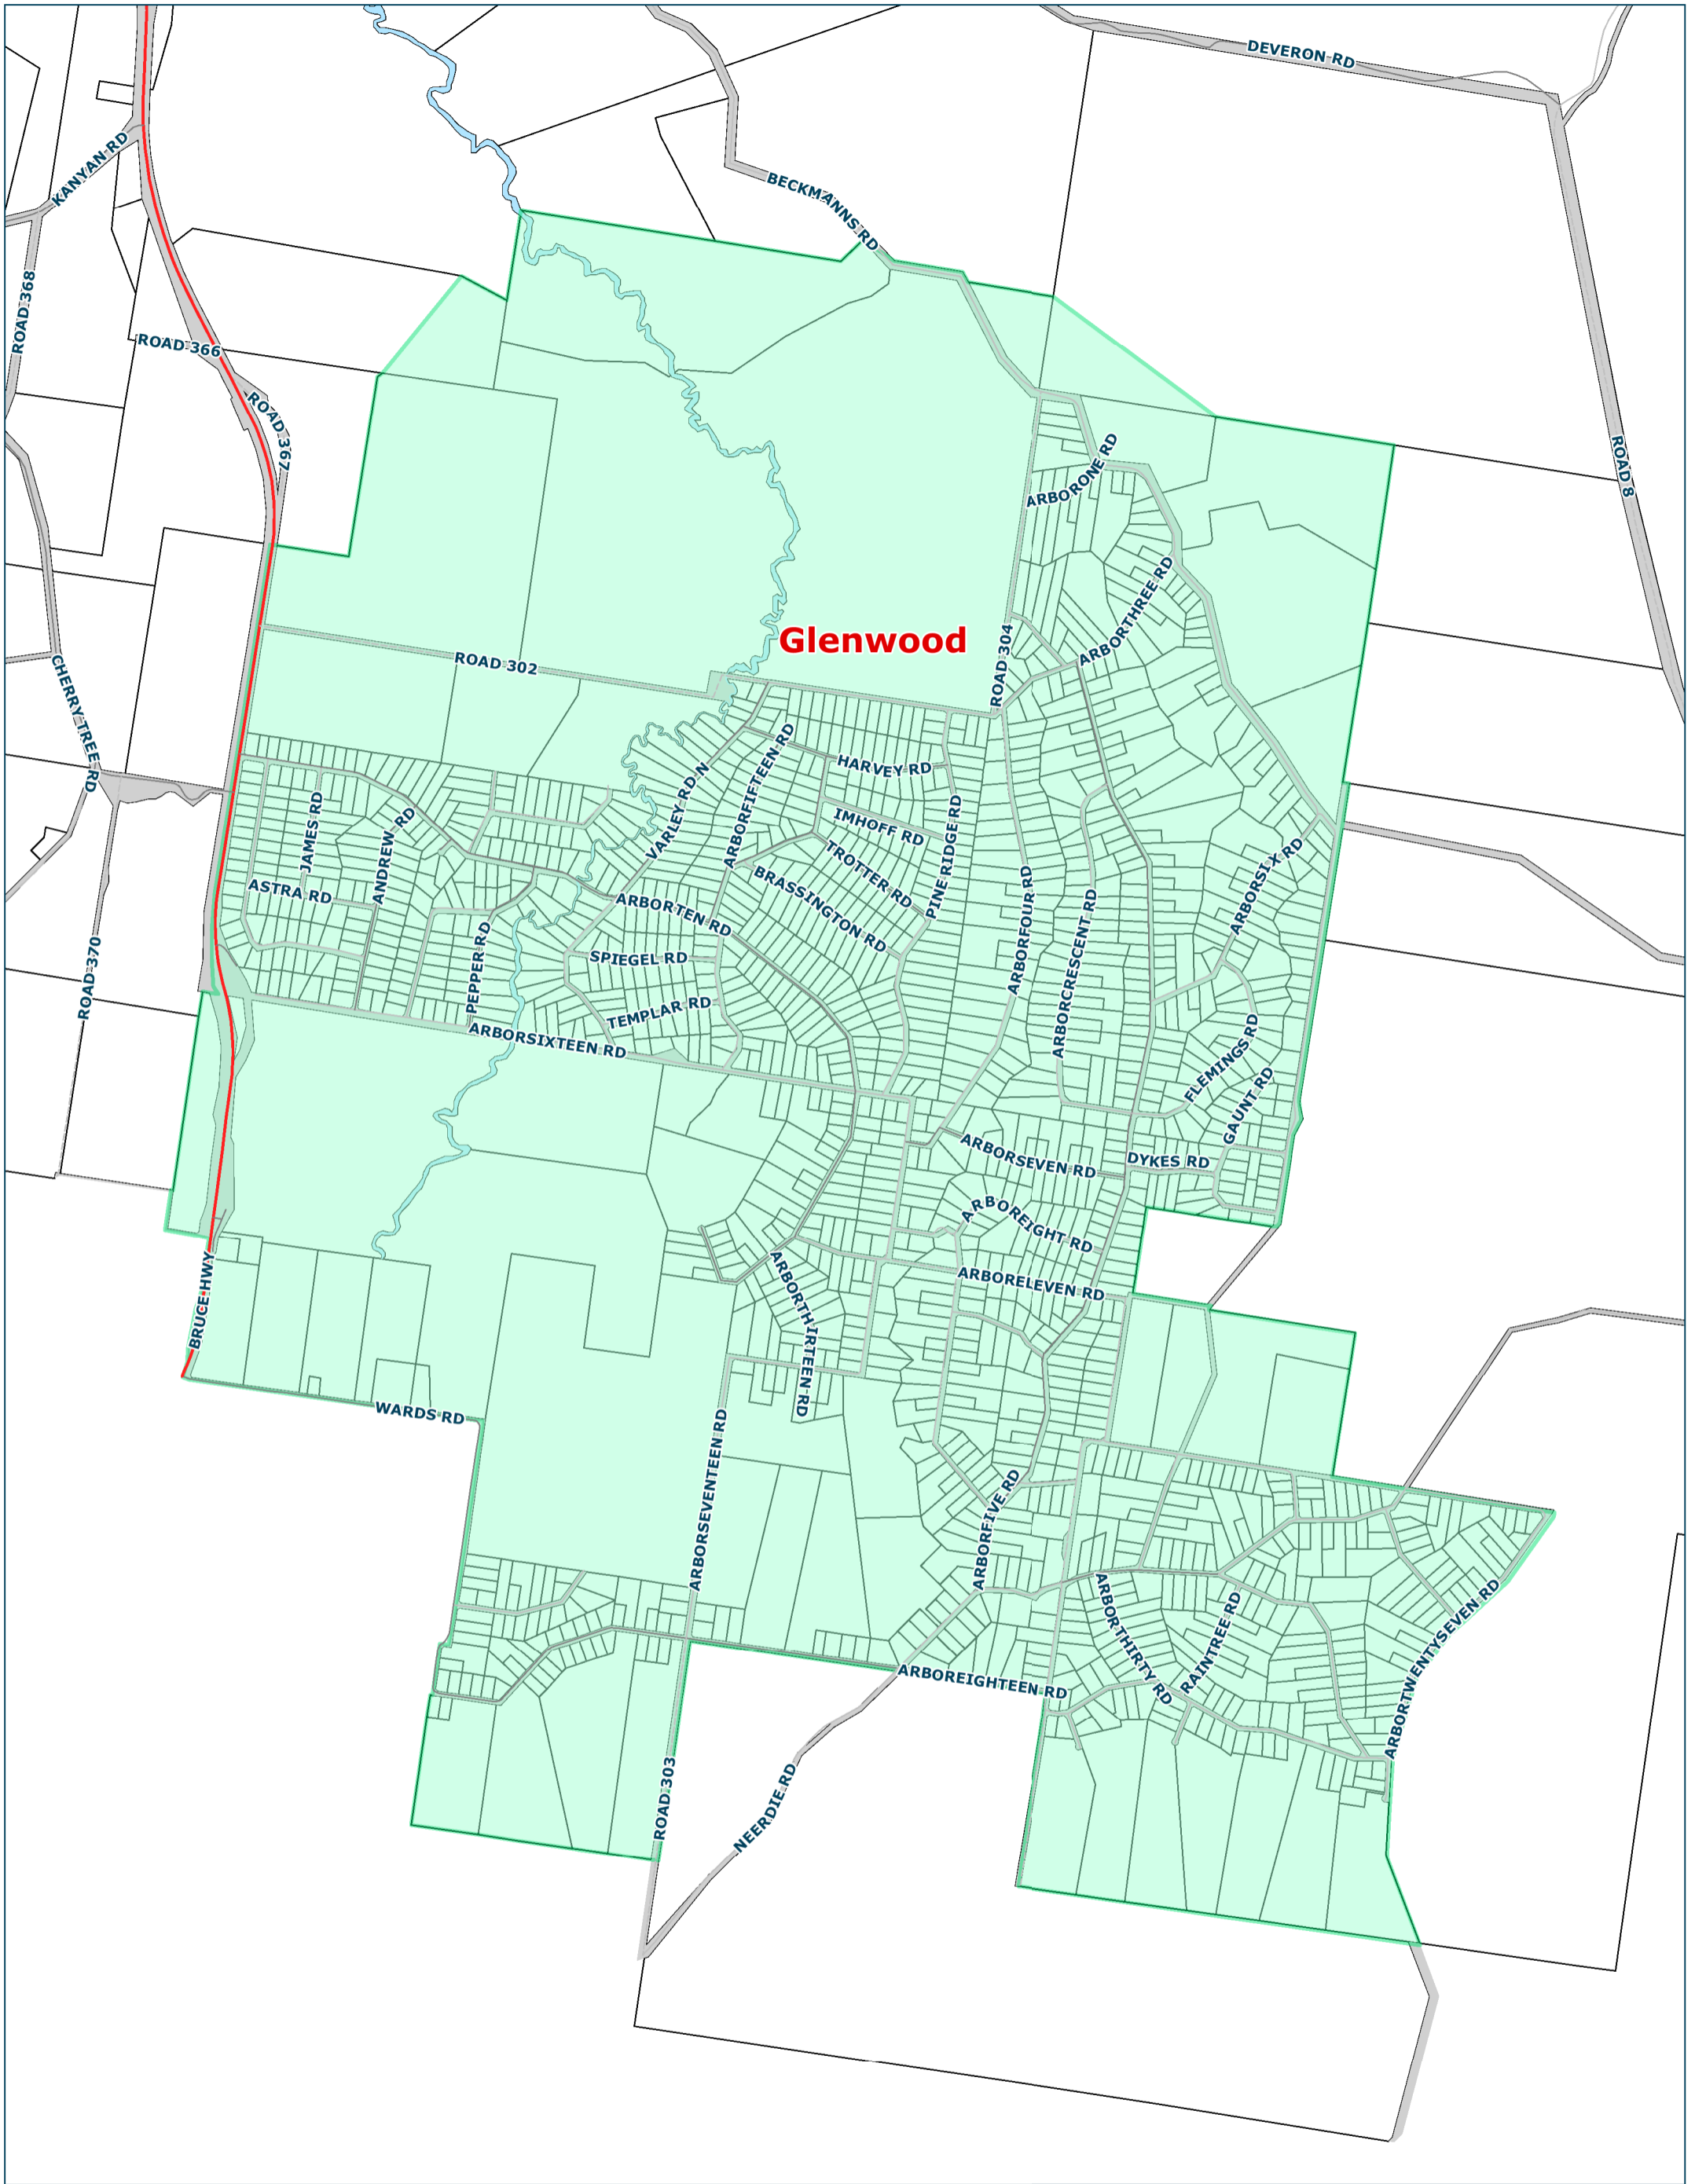 DEVERON RD
KANYAN RD
BECKMANNS RD
ROAD 368
ROAD 366
ROAD 367
ROAD 8
ARBORONE RD
ARBORTHREE RD
Glenwood
ROAD 304
ROAD 302
CHERRY TREE RD
HARVEY RD
VARLEY RD N
ARBORFIFTEEN RD
IMHOFF RD
PINE RIDGE RD
TROTTER RD
BRASSINGTON RD
JAMES RD
ANDREW RD
ASTRA RD
ARBORTEN RD
ARBORFOUR RD
ARBORCRESCENT RD
ARBORSIX RD
PEPPER RD
SPIEGEL RD
TEMPLAR RD
ROAD 370
ARBORSIXTEEN RD
FLEMINGS RD
GAUNT RD
ARBORSEVEN RD
DYKES RD
ARBOREIGHT RD
ARBORELEVEN RD
ARBORTHIRTEEN RD
BRUCE HWY
WARDS RD
ARBORSEVENTEEN RD
ARBORFIVE RD
ARBORTHIRTY RD
RAINTREE RD
ARBORTWENTYSEVEN RD
ARBOREIGHTEEN RD
ROAD 303
NEERDIE RD